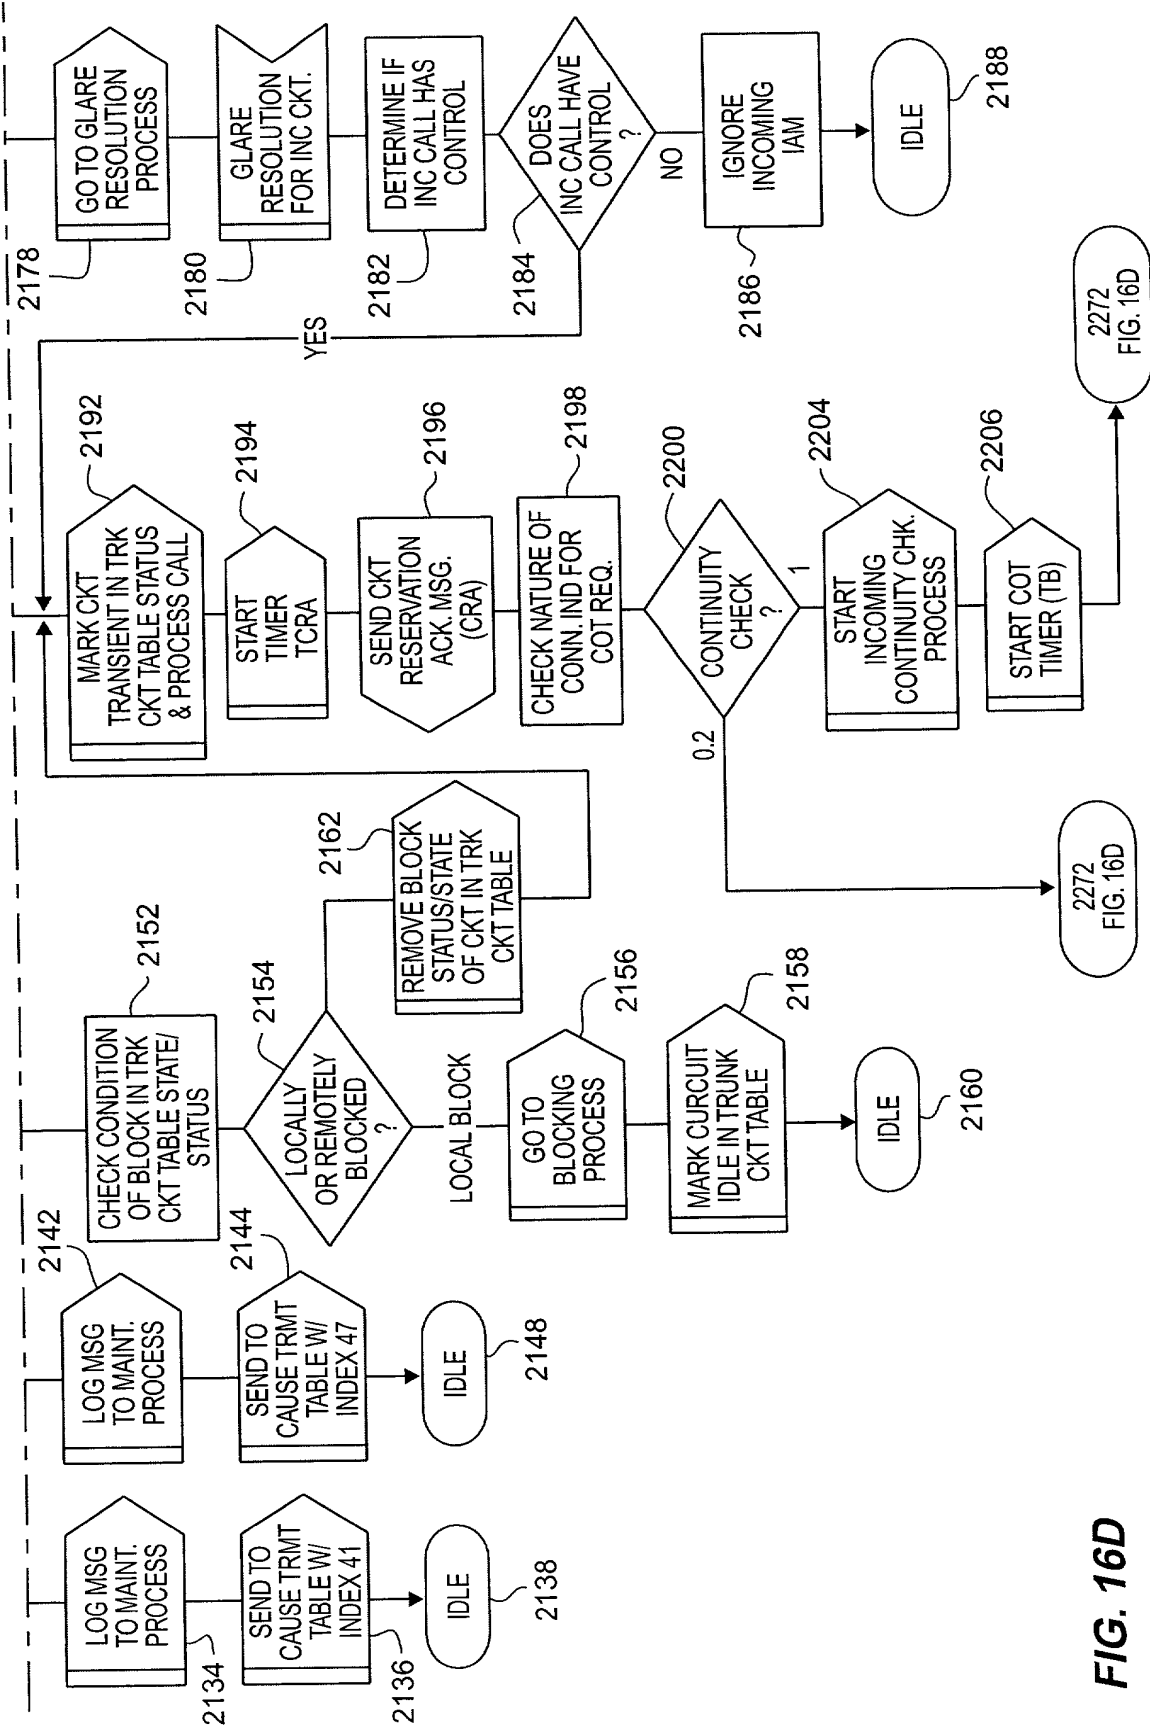 LOG MSG
TO MAINT.
PROCESS
2134
SEND TO
CAUSE TRMT
TABLE W/
INDEX 41
2136
IDLE
2138
LOG MSG
TO MAINT.
PROCESS
2142
SEND TO
CAUSE TRMT
TABLE W/
INDEX 47
2144
IDLE
2148
CHECK CONDITION
OF BLOCK IN TRK
CKT TABLE STATE/
STATUS
2152
LOCALLY
OR REMOTELY
BLOCKED
?
2154
LOCAL BLOCK
GO TO
BLOCKING
PROCESS
2156
MARK CURCUIT
IDLE IN TRUNK
CKT TABLE
2158
IDLE
2160
REMOVE BLOCK
STATUS/STATE
OF CKT IN TRK
CKT TABLE
2162
MARK CKT
TRANSIENT IN TRK
CKT TABLE STATUS
& PROCESS CALL
2192
START
TIMER
TCRA
2194
SEND CKT
RESERVATION
ACK. MSG.
(CRA)
2196
CHECK NATURE OF
CONN. IND FOR
COT REQ.
2198
CONTINUITY
CHECK
?
2200
0.2
1
2272
FIG. 16D
START
INCOMING
CONTINUITY CHK.
PROCESS
2204
START COT
TIMER (TB)
2206
2272
FIG. 16D
GO TO GLARE
RESOLUTION
PROCESS
2178
GLARE
RESOLUTION
FOR INC CKT.
2180
DETERMINE IF
INC CALL HAS
CONTROL
2182
DOES
INC CALL HAVE
CONTROL
?
2184
YES
NO
IGNORE
INCOMING
IAM
2186
IDLE
2188
FIG. 16D